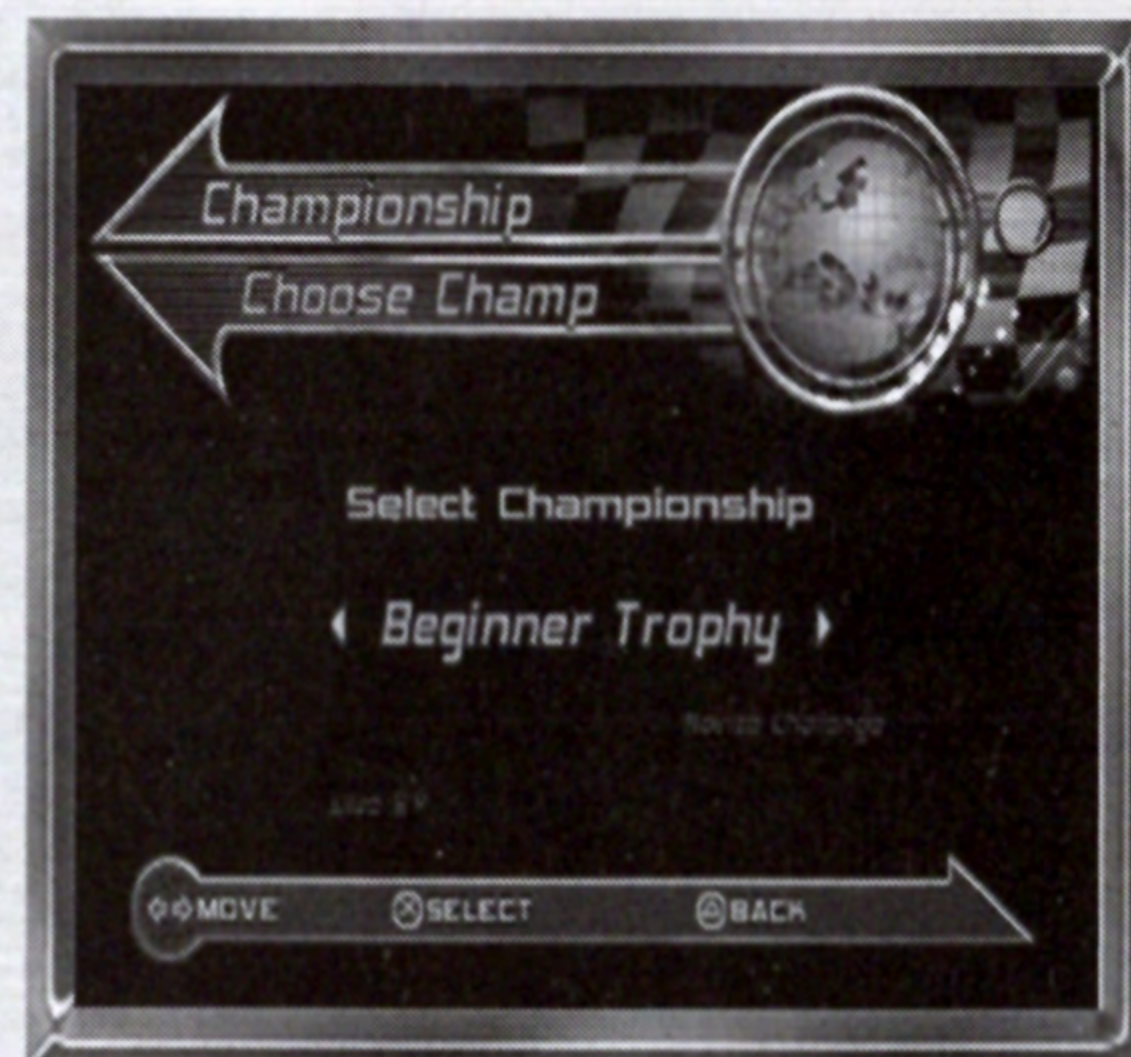 Championship
Choose Champ
Select Championship
Beginner Trophy
MOVE SELECT BACK